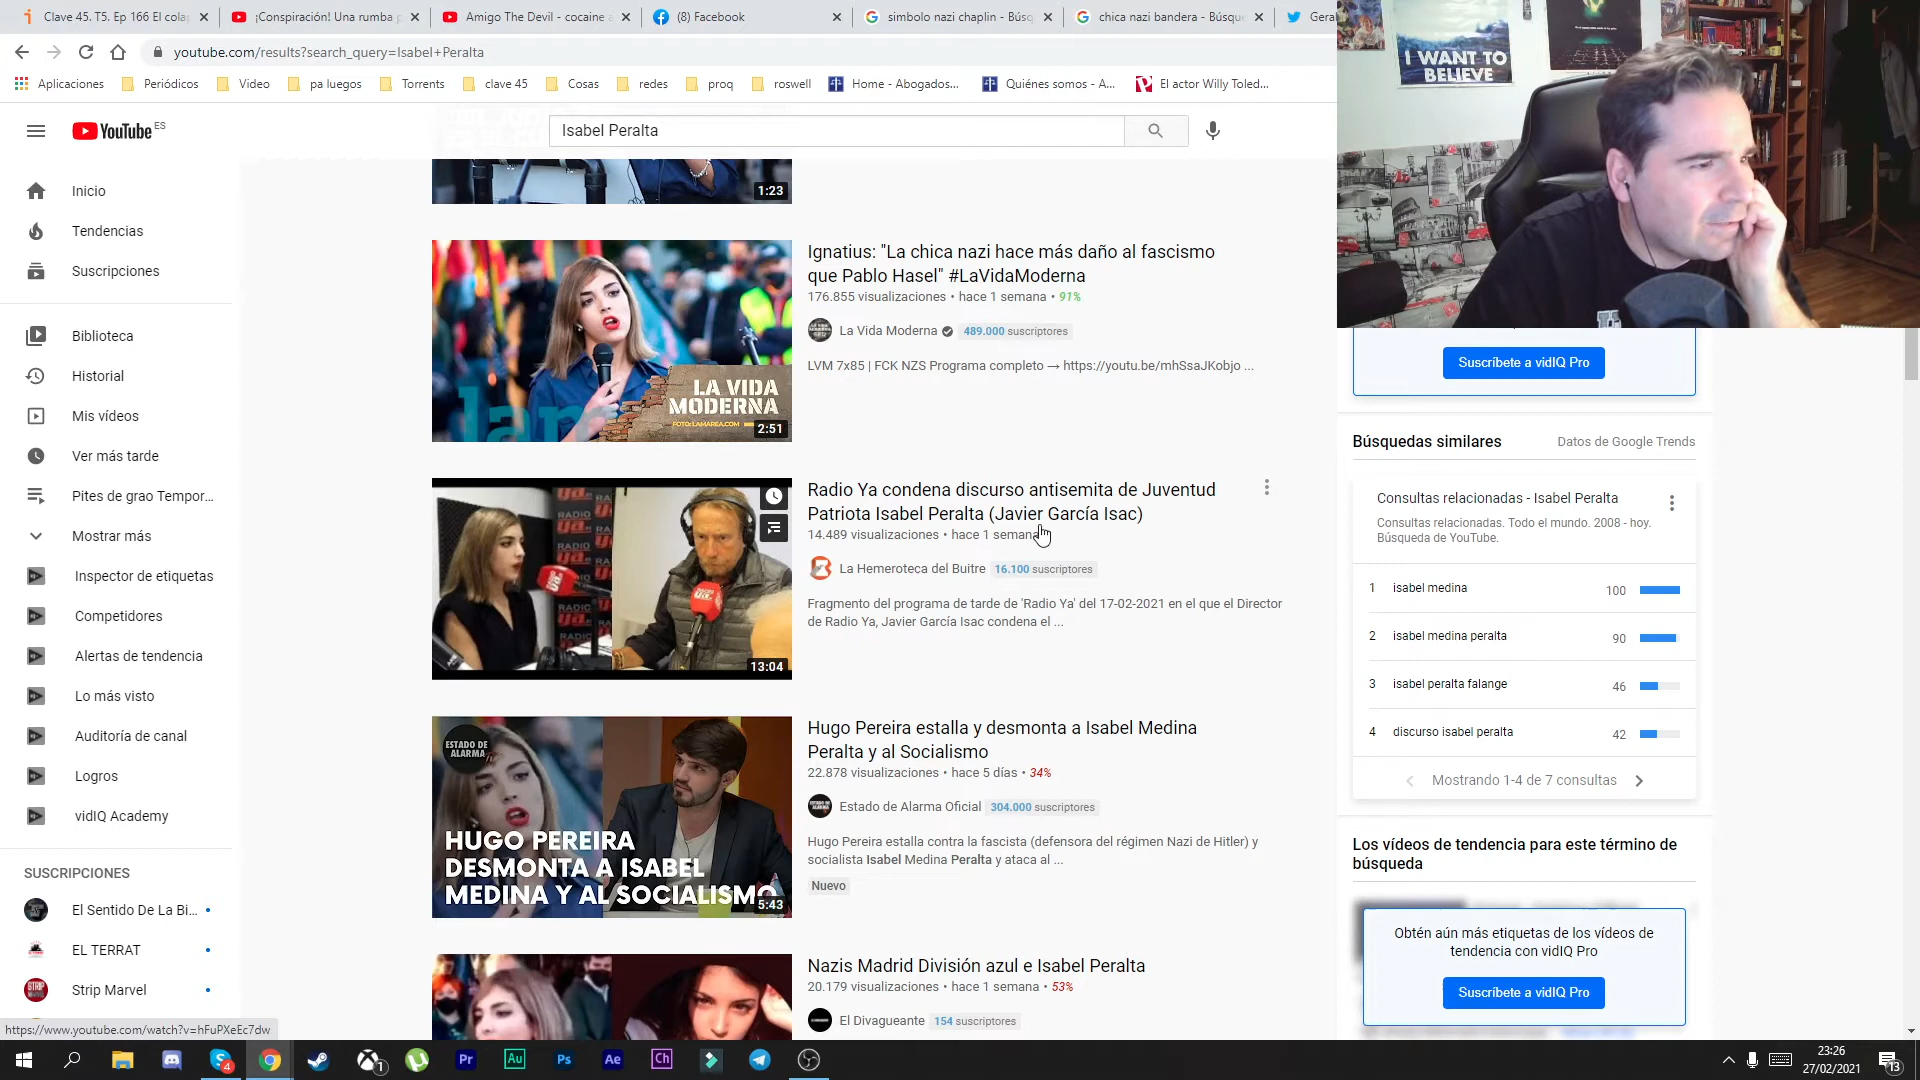 Clave 45. T5. Ep 166 El cola
¡Conspiración! Una rumba
Amigo The Devil - cocaine
(8) Facebook
simbolo nazi chaplin - Búsq
chica nazi bandera - Búsque
Geral
youtube.com/results?search_query=Isabel+Peralta
Aplicaciones
Periódicos
Video
pa luegos
Torrents
clave 45
Cosas
redes
proq
roswell
Home - Abogados...
Quiénes somos - A...
El actor Willy Toled...
I WANT TO
BELIEVE
YouTube ES
Isabel Peralta
Inicio
Tendencias
Suscripciones
Biblioteca
Historial
Mis vídeos
Ver más tarde
Pites de grao Tempor...
Mostrar más
Inspector de etiquetas
Competidores
Alertas de tendencia
Lo más visto
Auditoría de canal
Logros
vidIQ Academy
SUSCRIPCIONES
El Sentido De La Bi...
EL TERRAT
Strip Marvel
1:23
LA VIDA
MODERNA
FOTO: LAMAREA.COM
2:51
Ignatius: "La chica nazi hace más daño al fascismo
que Pablo Hasel" #LaVidaModerna
176.855 visualizaciones • hace 1 semana • 91%
La Vida Moderna 489.000 suscriptores
LVM 7x85 | FCK NZS Programa completo → https://youtu.be/mhSsaJKobjo ...
13:04
Radio Ya condena discurso antisemita de Juventud
Patriota Isabel Peralta (Javier García Isac)
14.489 visualizaciones • hace 1 semana
La Hemeroteca del Buitre 16.100 suscriptores
Fragmento del programa de tarde de 'Radio Ya' del 17-02-2021 en el que el Director
de Radio Ya, Javier García Isac condena el ...
ESTADO DE
ALARMA
HUGO PEREIRA
DESMONTA A ISABEL
MEDINA Y AL SOCIALISMO
5:43
Hugo Pereira estalla y desmonta a Isabel Medina
Peralta y al Socialismo
22.878 visualizaciones • hace 5 días • 34%
Estado de Alarma Oficial 304.000 suscriptores
Hugo Pereira estalla contra la fascista (defensora del régimen Nazi de Hitler) y
socialista Isabel Medina Peralta y ataca al ...
Nuevo
Nazis Madrid División azul e Isabel Peralta
20.179 visualizaciones • hace 1 semana • 53%
El Divagueante 154 suscriptores
Suscríbete a vidIQ Pro
Búsquedas similares
Datos de Google Trends
Consultas relacionadas - Isabel Peralta
Consultas relacionadas. Todo el mundo. 2008 - hoy.
Búsqueda de YouTube.
1 isabel medina 100
2 isabel medina peralta 90
3 isabel peralta falange 46
4 discurso isabel peralta 42
Mostrando 1-4 de 7 consultas
Los vídeos de tendencia para este término de
búsqueda
Obtén aún más etiquetas de los vídeos de
tendencia con vidIQ Pro
Suscríbete a vidIQ Pro
https://www.youtube.com/watch?v=hFuPXeEc7dw
23:26
27/02/2021